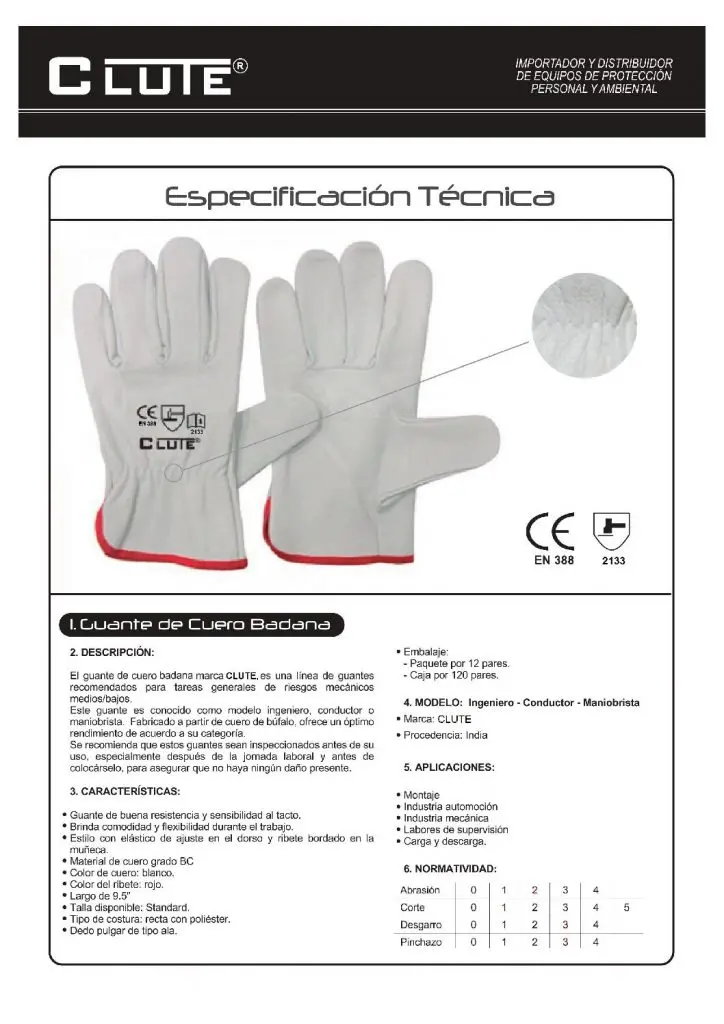 CLUTE®
IMPORTADOR Y DISTRIBUIDOR
DE EQUIPOS DE PROTECCIÓN
PERSONAL Y AMBIENTAL
Especificación Técnica
CE
EN 388
2133
CLUTE®
CE
EN 388
2133
1. Guante de Cuero Badana
2. DESCRIPCIÓN:
El guante de cuero badana marca CLUTE, es una línea de guantes
recomendados para tareas generales de riesgos mecánicos
medios/bajos.
Este guante es conocido como modelo ingeniero, conductor o
maniobrista. Fabricado a partir de cuero de búfalo, ofrece un óptimo
rendimiento de acuerdo a su categoría.
Se recomienda que estos guantes sean inspeccionados antes de su
uso, especialmente después de la jornada laboral y antes de
colocárselo, para asegurar que no haya ningún daño presente.
3. CARACTERÍSTICAS:
• Guante de buena resistencia y sensibilidad al tacto.
• Brinda comodidad y flexibilidad durante el trabajo.
• Estilo con elástico de ajuste en el dorso y ribete bordado en la
muñeca.
• Material de cuero grado BC
• Color de cuero: blanco.
• Color del ribete: rojo.
• Largo de 9.5"
• Talla disponible: Standard.
• Tipo de costura: recta con poliéster.
• Dedo pulgar de tipo ala.
• Embalaje:
- Paquete por 12 pares.
- Caja por 120 pares.
4. MODELO: Ingeniero - Conductor - Maniobrista
• Marca: CLUTE
• Procedencia: India
5. APLICACIONES:
• Montaje
• Industria automoción
• Industria mecánica
• Labores de supervisión
• Carga y descarga.
6. NORMATIVIDAD:
Abrasión 0 1 2 3 4
Corte 0 1 2 3 4 5
Desgarro 0 1 2 3 4
Pinchazo 0 1 2 3 4